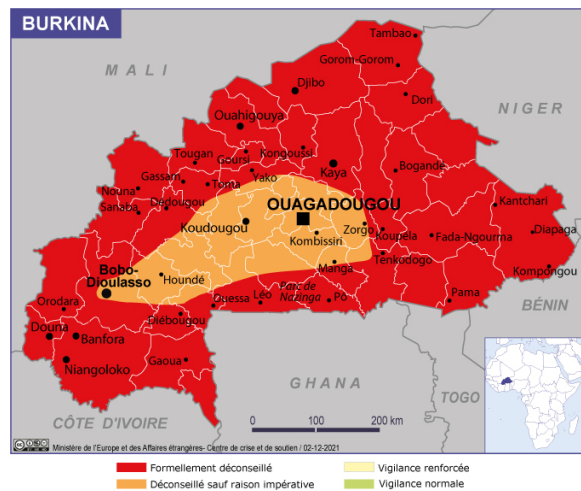 BURKINA
Tambao
MALI
Gorom-Gorom
Djibo
Dori
NIGER
Ouahigouya
Tougan
Goursi
Kongoussi
Kaya
Bogandé
Gassam
Toma
Yako
Nouna
Dédougou
Sanaba
OUAGADOUGOU
Kantchari
Koudougou
Zorgo
Koupéla
Fada-Ngourma
Diapaga
Kombissiri
Tenkodogo
Kompongou
Bobo-
Dioulasso
Houndé
Manga
Parc de
Nazinga
Pô
Pama
Orodara
Ouessa
Léo
BÉNIN
Douna
Banfora
Diébougou
Niangoloko
Gaoua
GHANA
TOGO
CÔTE D'IVOIRE
0 100 200 km
Ministère de l'Europe et des Affaires étrangères- Centre de crise et de soutien / 02-12-2021
Formellement déconseillé
Vigilance renforcée
Déconseillé sauf raison impérative
Vigilance normale